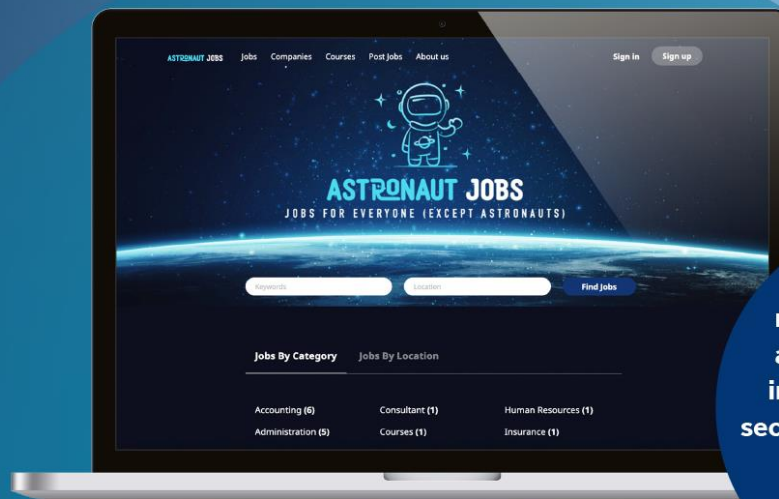 ASTRONAUT JOBS Jobs Companies Courses Post Jobs About us Sign in Sign up
ASTRONAUT JOBS
JOBS FOR EVERYONE (EXCEPT ASTRONAUTS)
Keywords Location Find Jobs
Jobs By Category Jobs By Location
Accounting (6) Consultant (1) Human Resources (1)
Administration (5) Courses (1) Insurance (1)